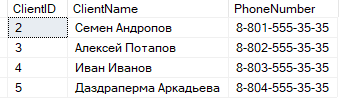 ClientID ClientName PhoneNumber
2 Семен Андропов 8-801-555-35-35
3 Алексей Потапов 8-802-555-35-35
4 Иван Иванов 8-803-555-35-35
5 Даздраперма Аркадьева 8-804-555-35-35